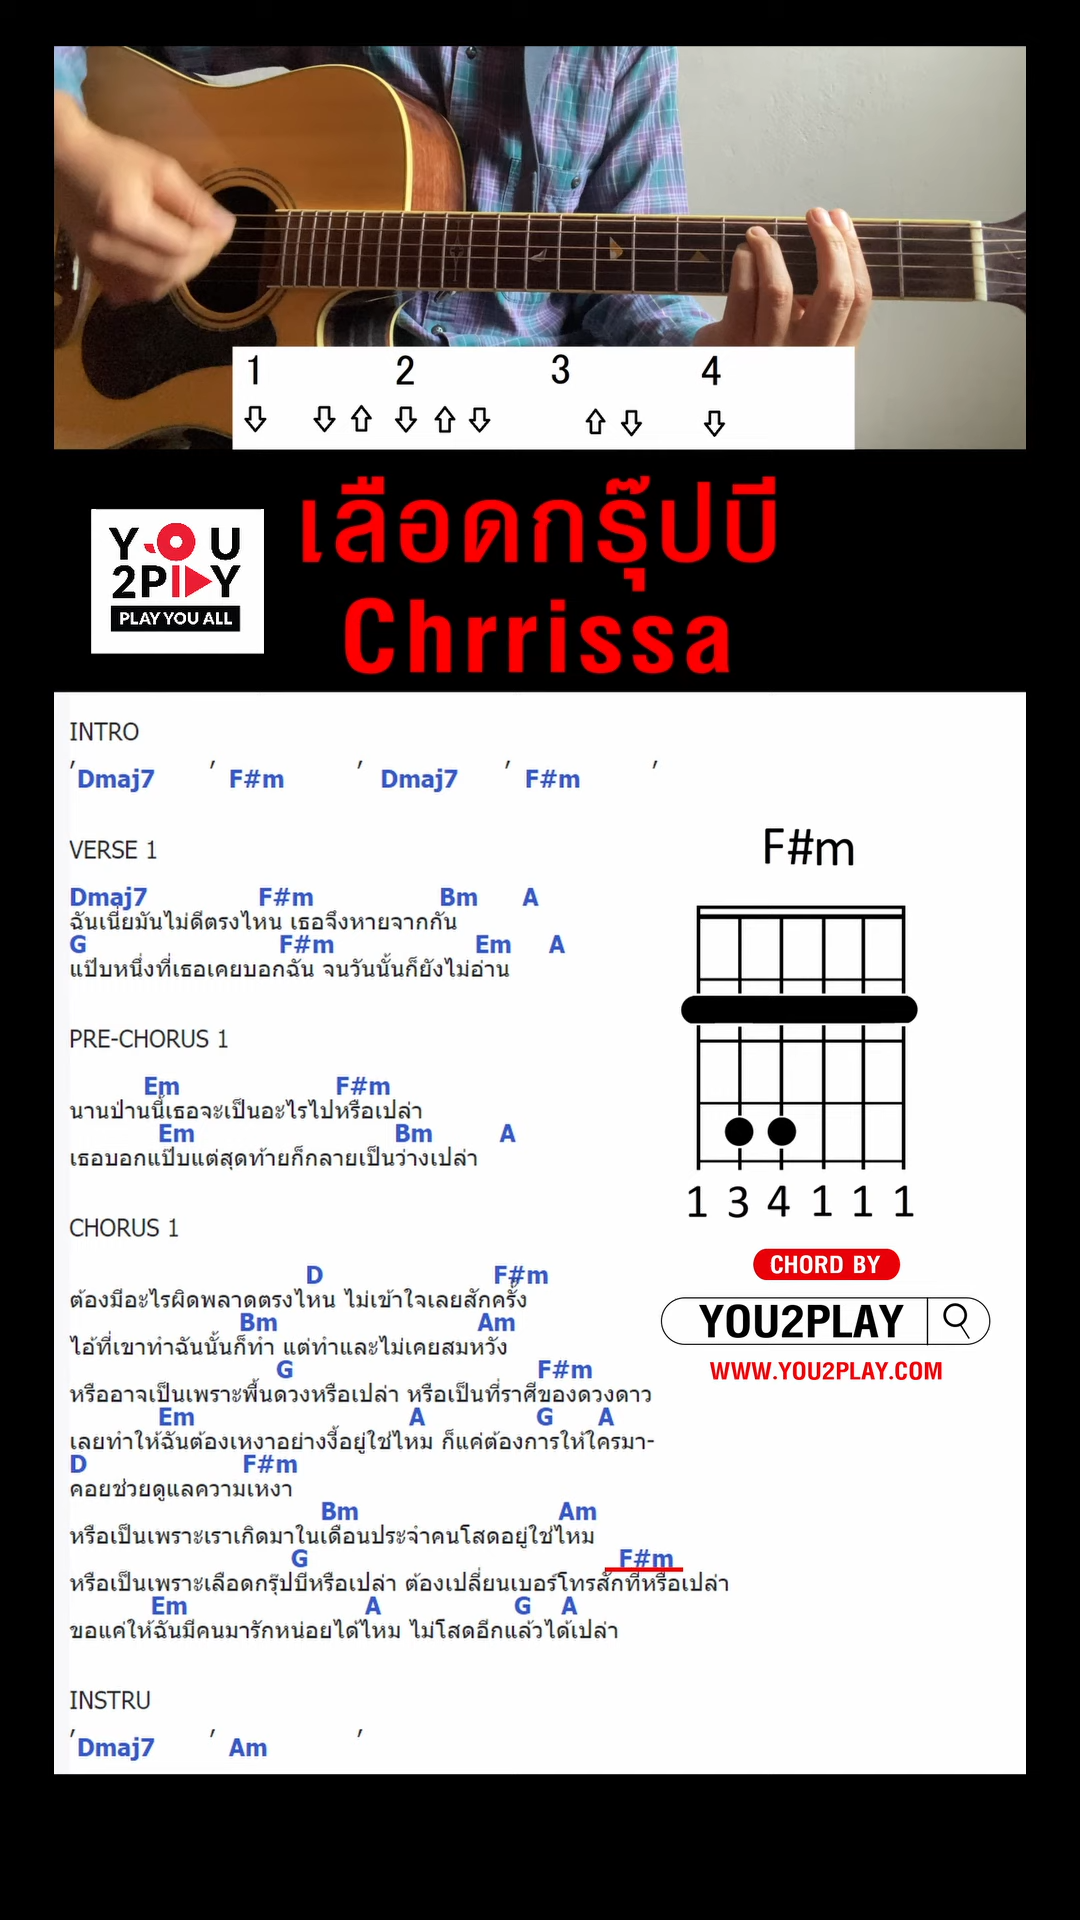 1 2 3 4
เลือดกรุ๊ปบี
Chrrissa
YOU
2PLAY
PLAY YOU ALL
INTRO
' Dmaj7 ' F#m ' Dmaj7 ' F#m '
VERSE 1
Dmaj7 F#m Bm A
ฉันเนี่ยมันไม่ดีตรงไหน เธอจึงหายจากกัน
G F#m Em A
แป๊บหนึ่งที่เธอเคยบอกฉัน จนวันนั้นก็ยังไม่อ่าน
PRE-CHORUS 1
Em F#m
นานป่านนี้เธอจะเป็นอะไรไปหรือเปล่า
Em Bm A
เธอบอกแป๊บแต่สุดท้ายก็กลายเป็นว่างเปล่า
CHORUS 1
D F#m
ต้องมีอะไรผิดพลาดตรงไหน ไม่เข้าใจเลยสักครั้ง
Bm Am
ไอ้ที่เขาทำฉันนั้นก็ทำ แต่ทำและไม่เคยสมหวัง
G F#m
หรืออาจเป็นเพราะพื้นดวงหรือเปล่า หรือเป็นที่ราศีของดวงดาว
Em A G A
เลยทำให้ฉันต้องเหงาอย่างงี้อยู่ใช่ไหม ก็แค่ต้องการให้ใครมา-
D F#m
คอยช่วยดูแลความเหงา
Bm Am
หรือเป็นเพราะเราเกิดมาในเดือนประจำคนโสดอยู่ใช่ไหม
G F#m
หรือเป็นเพราะเลือดกรุ๊ปบีหรือเปล่า ต้องเปลี่ยนเบอร์โทรสักทีหรือเปล่า
Em A G A
ขอแค่ให้ฉันมีคนมารักหน่อยได้ไหม ไม่โสดอีกแล้วได้เปล่า
INSTRU
' Dmaj7 ' Am '
F#m
1 3 4 1 1 1
CHORD BY
YOU2PLAY
WWW.YOU2PLAY.COM